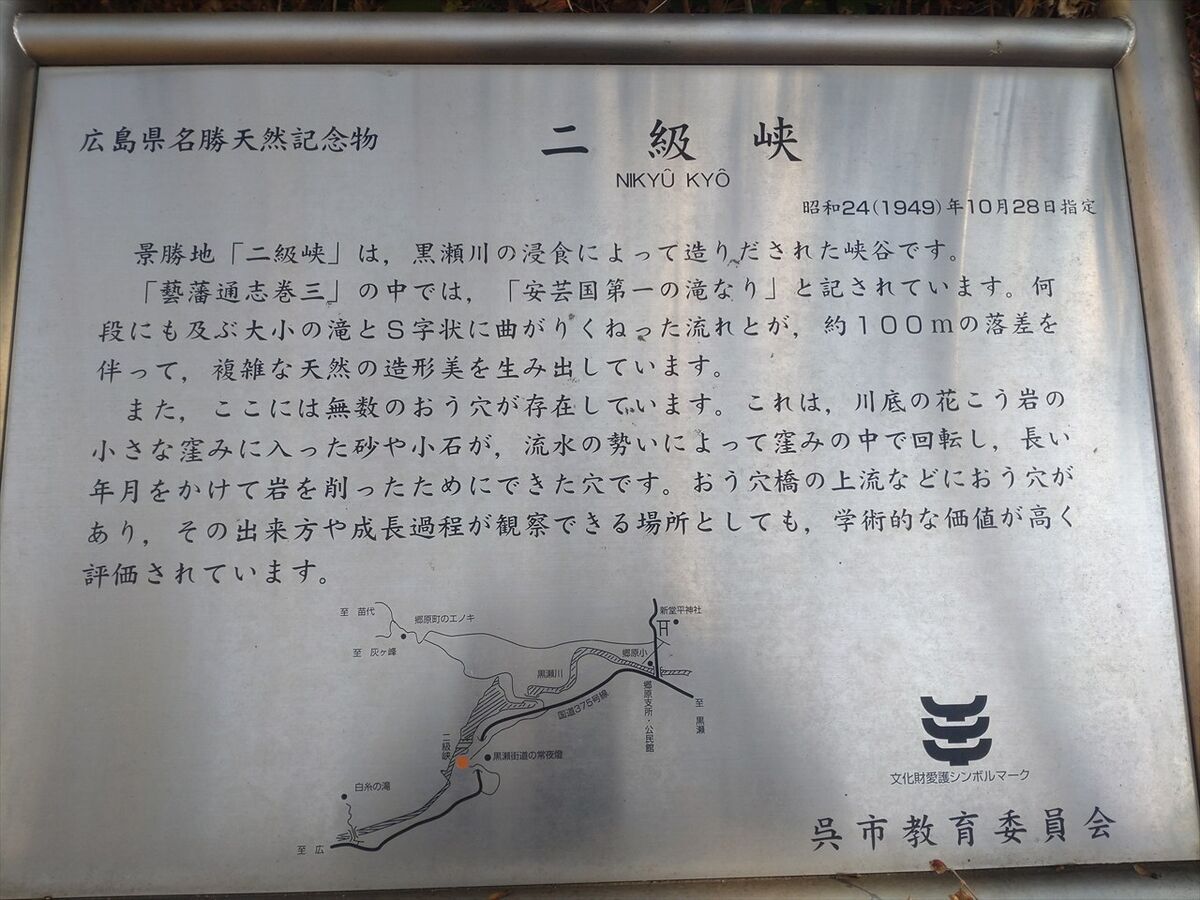 広島県名勝天然記念物
二級峡
NIKYÛ KYÔ
昭和24(1949)年10月28日指定
景勝地「二級峡」は，黒瀬川の浸食によって造りだされた峡谷です。
「藝藩通志巻三」の中では，「安芸国第一の滝なり」と記されています。何
段にも及ぶ大小の滝とS字状に曲がりくねった流れとが，約100mの落差を
伴って，複雑な天然の造形美を生み出しています。
また，ここには無数のおう穴が存在しています。これは，川底の花こう岩の
小さな窪みに入った砂や小石が，流水の勢いによって窪みの中で回転し，長い
年月をかけて岩を削ったためにできた穴です。おう穴橋の上流などにおう穴が
あり，その出来方や成長過程が観察できる場所としても，学術的な価値が高く
評価されています。
至 苗代
郷原町のエノキ
新堂平神社
至 灰ヶ峰
郷原小
黒瀬川
国道375号線
郷原支所・公民館
至 黒瀬
二級峡
黒瀬街道の常夜燈
白糸の滝
至 広
文化財愛護シンボルマーク
呉市教育委員会